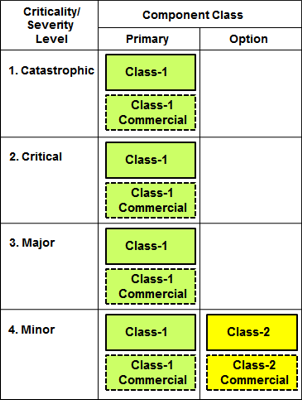 Criticality/
Severity
Level
Component Class
Primary
Option
1. Catastrophic
Class-1
Class-1
Commercial
2. Critical
Class-1
Class-1
Commercial
3. Major
Class-1
Class-1
Commercial
4. Minor
Class-1
Class-2
Class-1
Commercial
Class-2
Commercial